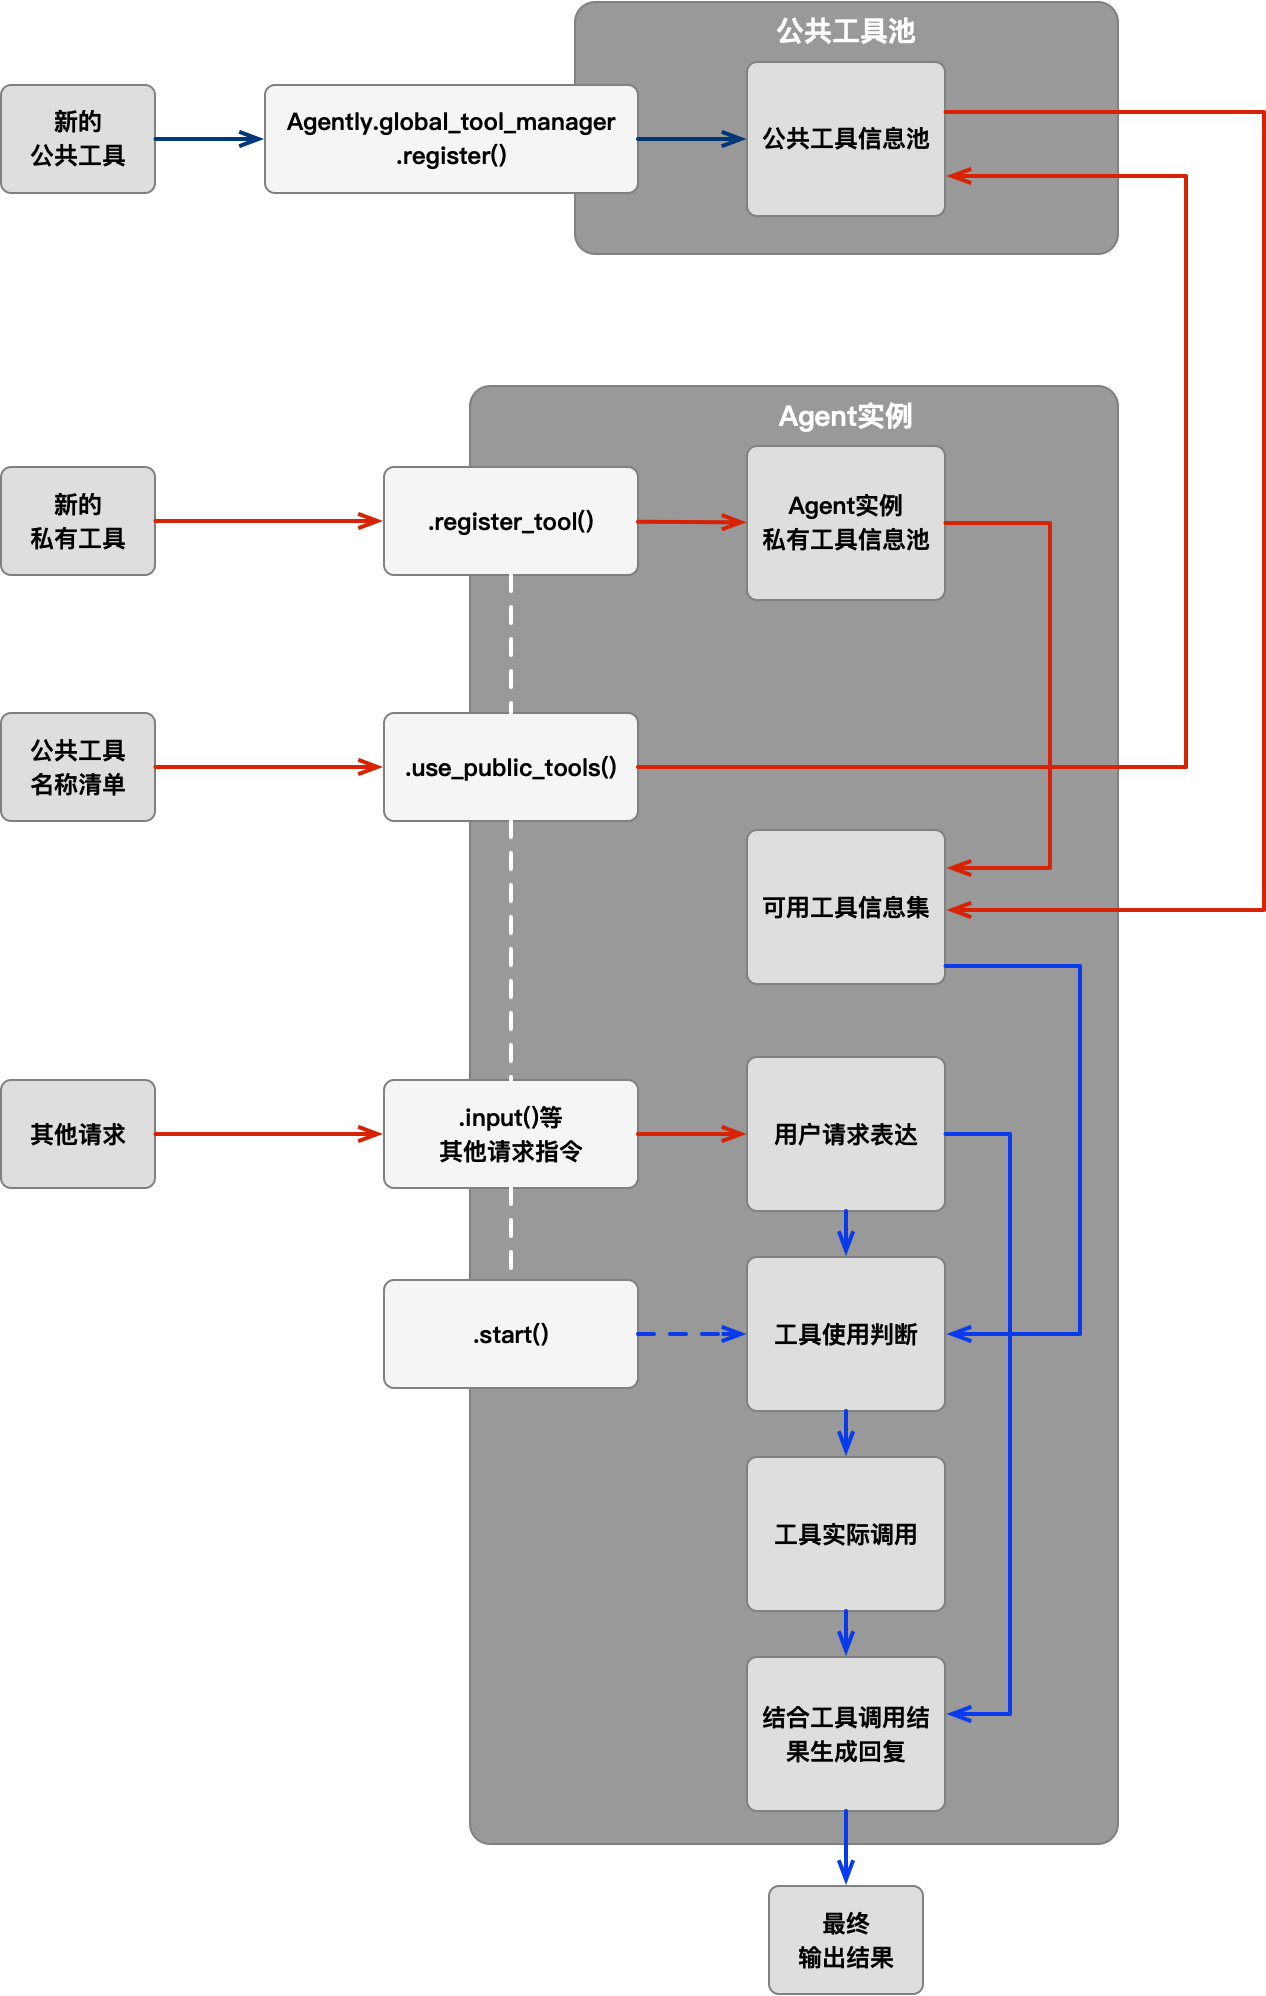 公共工具池
新的
公共工具
Agently.global_tool_manager
.register()
公共工具信息池
Agent实例
新的
私有工具
.register_tool()
Agent实例
私有工具信息池
公共工具
名称清单
.use_public_tools()
可用工具信息集
其他请求
.input()等
其他请求指令
用户请求表达
.start()
工具使用判断
工具实际调用
结合工具调用结
果生成回复
最终
输出结果